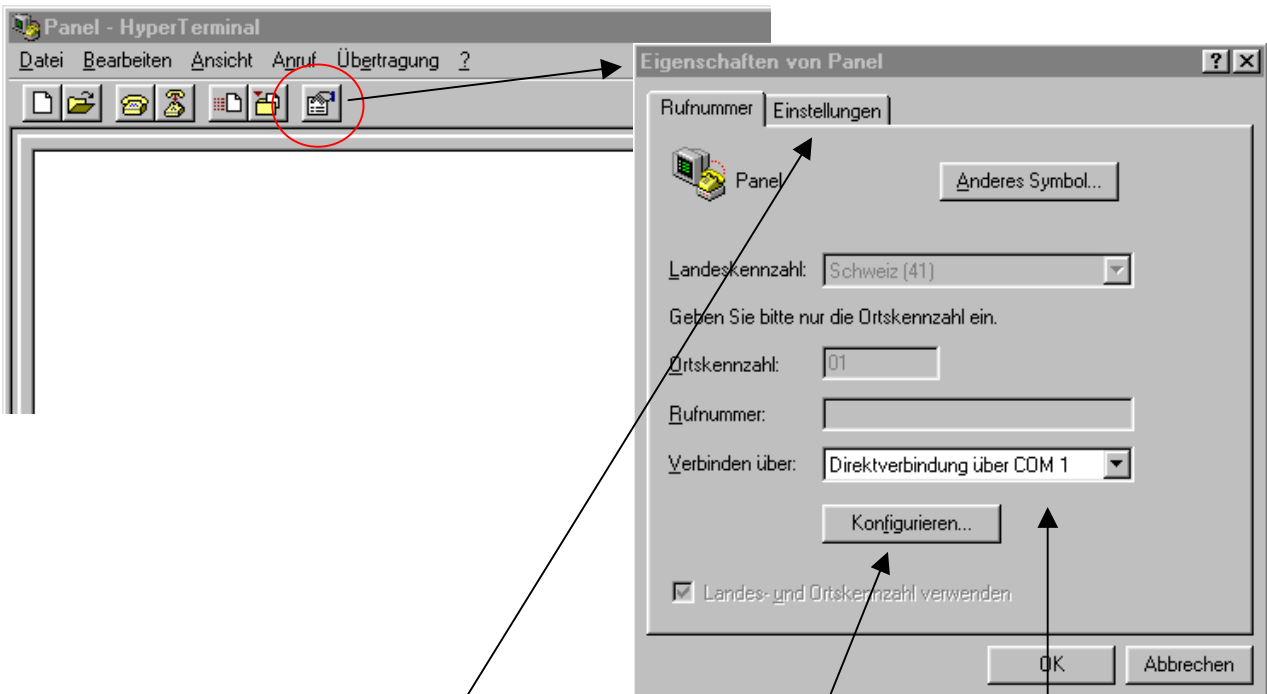 Panel - HyperTerminal
Datei Bearbeiten Ansicht Anruf Übertragung ?
Eigenschaften von Panel
Rufnummer Einstellungen
Panel
Anderes Symbol...
Landeskennzahl: Schweiz (41)
Geben Sie bitte nur die Ortskennzahl ein.
Ortskennzahl: 01
Rufnummer:
Verbinden über: Direktverbindung über COM 1
Konfigurieren...
Landes- und Ortskennzahl verwenden
OK Abbrechen